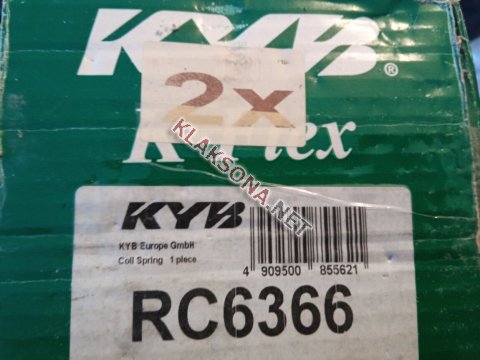 KYB®
2x
K-Flex
KYB
KYB Europe GmbH
Coil Spring 1 piece
4 909500 855621
RC6366
KLAKSONA.NET